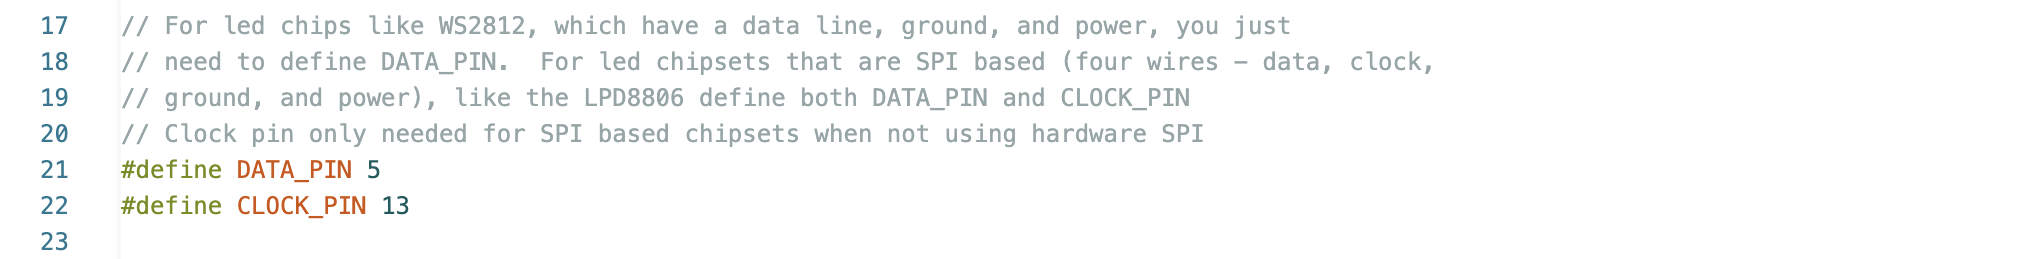 17 // For led chips like WS2812, which have a data line, ground, and power, you just
18 // need to define DATA_PIN.  For led chipsets that are SPI based (four wires - data, clock,
19 // ground, and power), like the LPD8806 define both DATA_PIN and CLOCK_PIN
20 // Clock pin only needed for SPI based chipsets when not using hardware SPI
21 #define DATA_PIN 5
22 #define CLOCK_PIN 13
23